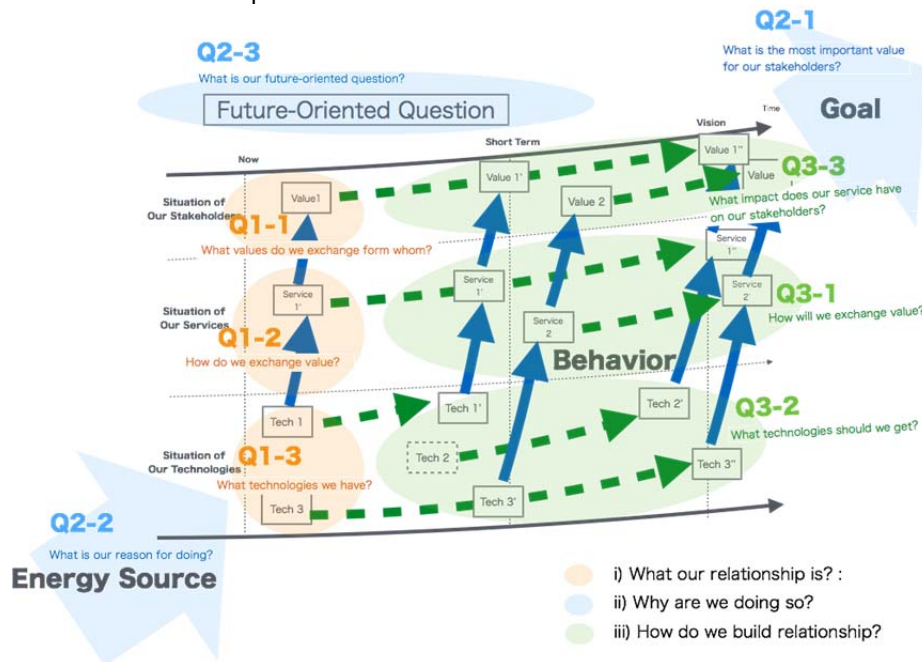 Q2-1
What is the most important value
for our stakeholders?
Q2-3
What is our future-oriented question?
Future-Oriented Question
Time
Goal
Vision
Short Term
Now
Value 1''
Value 1'
Value
Q3-3
What impact does our service have
on our stakeholders?
Situation of
Our Stakeholders
Value1
Value 2
Q1-1
What values do we exchange form whom?
Service
1''
Service
1'
Service
1'
Service
2'
Q3-1
How will we exchange value?
Situation of
Our Services
Service
2
Q1-2
How do we exchange value?
Behavior
Tech 1
Tech 1'
Tech 2'
Q3-2
What technologies should we get?
Situation of
Our Technologies
Q1-3
What technologies we have?
Tech 2
Tech 3''
Tech 3
Tech 3'
Q2-2
What is our reason for doing?
Energy Source
i) What our relationship is? :
ii) Why are we doing so?
iii) How do we build relationship?